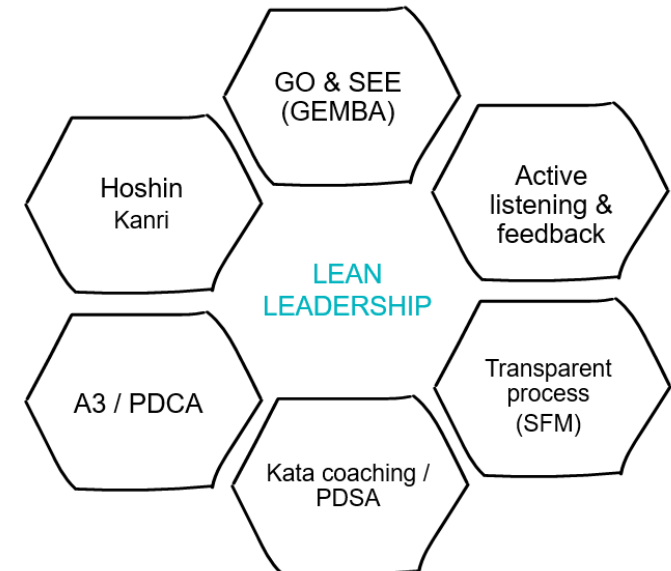 GO & SEE
(GEMBA)
Hoshin
Kanri
Active
listening &
feedback
LEAN
LEADERSHIP
A3 / PDCA
Transparent
process
(SFM)
Kata coaching /
PDSA